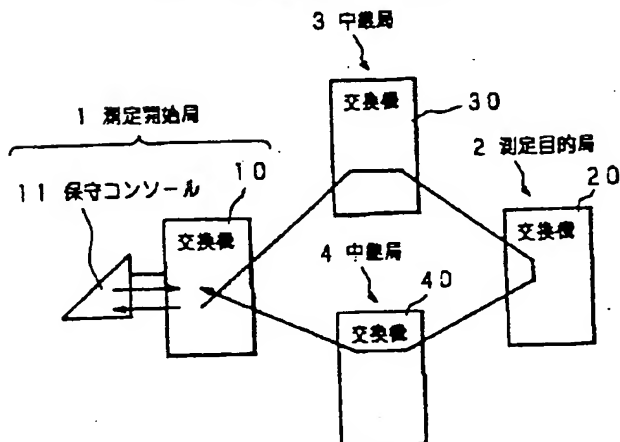 3 中継局
交換機
30
1 測定開始局
2 測定目的局
11 保守コンソール
10
20
交換機
交換機
4 中継局
40
交換機